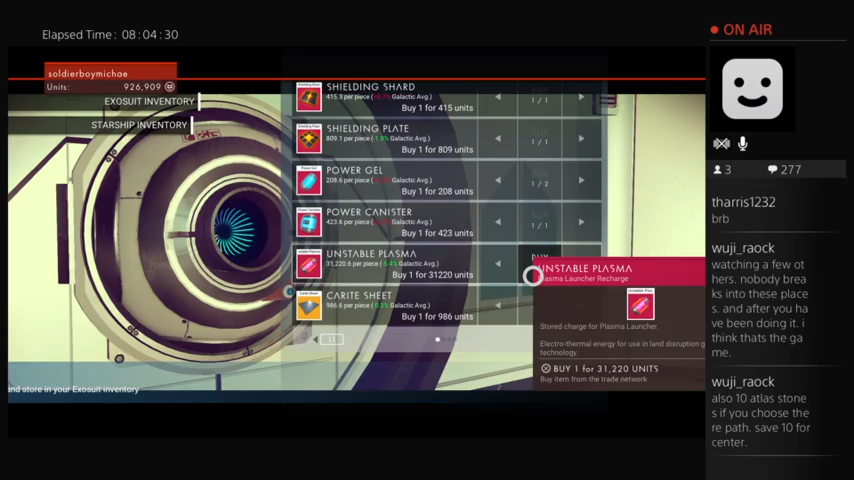 Elapsed Time: 08:04:30
ON AIR
soldierboymichae
Units: 926,909
EXOSUIT INVENTORY
STARSHIP INVENTORY
SHIELDING SHARD
415.3 per piece Galactic Avg.)
Buy 1 for 415 units
1 / 1
SHIELDING PLATE
809.1 per piece Galactic Avg.)
Buy 1 for 809 units
1 / 1
POWER GEL
208.6 per piece Galactic Avg.)
Buy 1 for 208 units
1 / 2
POWER CANISTER
423.6 per piece Galactic Avg.)
Buy 1 for 423 units
1 / 1
UNSTABLE PLASMA
31,220.6 per piece Galactic Avg.)
Buy 1 for 31220 units
BUY
CARITE SHEET
986.6 per piece Galactic Avg.)
Buy 1 for 986 units
UNSTABLE PLASMA
Plasma Launcher Recharge
Stored charge for Plasma Launcher.
Electro-thermal energy for use in land disruption
technology.
BUY 1 for 31,220 UNITS
Buy item from the trade network
nd store in your Exosuit inventory
3 277
tharris1232
brb
wuji_raock
watching a few ot
hers. nobody brea
ks into these place
s. and after you ha
ve been doing it. i
think thats the ga
me.
wuji_raock
also 10 atlas stone
s if you choose the
re path. save 10 for
center.